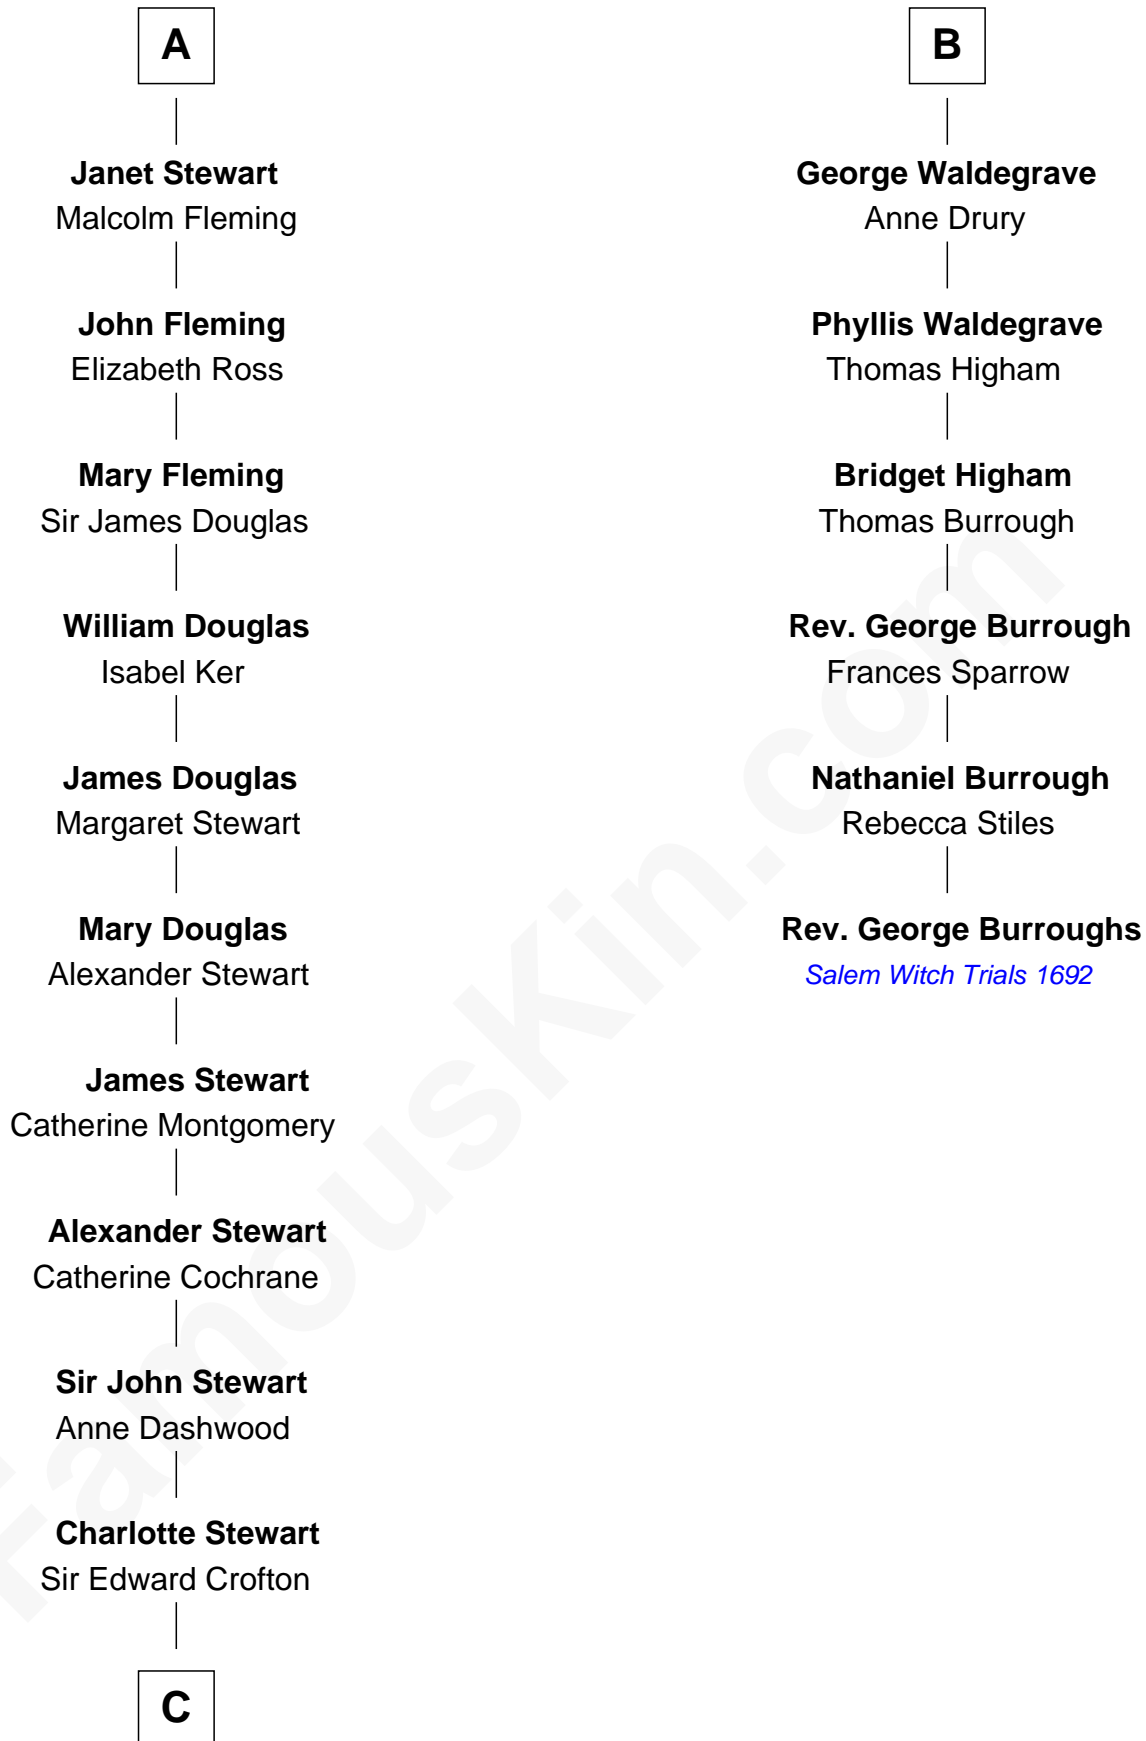 A
Janet Stewart
Malcolm Fleming
John Fleming
Elizabeth Ross
Mary Fleming
Sir James Douglas
William Douglas
Isabel Ker
James Douglas
Margaret Stewart
Mary Douglas
Alexander Stewart
James Stewart
Catherine Montgomery
Alexander Stewart
Catherine Cochrane
Sir John Stewart
Anne Dashwood
Charlotte Stewart
Sir Edward Crofton
C
B
George Waldegrave
Anne Drury
Phyllis Waldegrave
Thomas Higham
Bridget Higham
Thomas Burrough
Rev. George Burrough
Frances Sparrow
Nathaniel Burrough
Rebecca Stiles
Rev. George Burroughs
Salem Witch Trials 1692
FamousKin.com